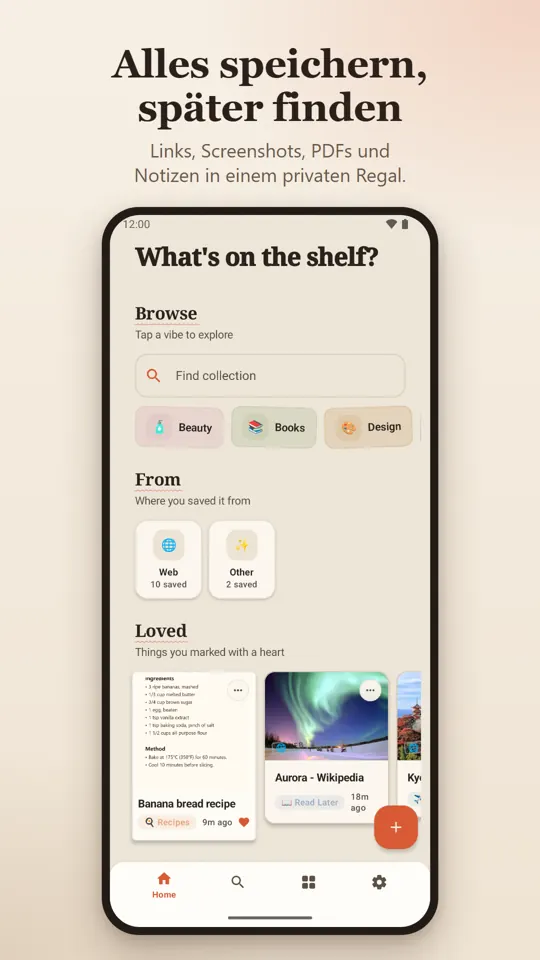 Alles speichern,
später finden
Links, Screenshots, PDFs und
Notizen in einem privaten Regal.
12:00
What's on the shelf?
Browse
Tap a vibe to explore
Find collection
Beauty
Books
Design
From
Where you saved it from
Web
10 saved
Other
2 saved
Loved
Things you marked with a heart
Ingredients
• 3 ripe bananas, mashed
• 1/3 cup melted butter
• 3/4 cup brown sugar
• 1 egg, beaten
• 1 tsp vanilla extract
• 1 tsp baking soda, pinch of salt
• 1 1/2 cups all purpose flour
Method
• Bake at 175°C (350°F) for 60 minutes.
• Cool 10 minutes before slicing.
Banana bread recipe
Recipes
9m ago
Aurora - Wikipedia
Read Later
18m
ago
Home